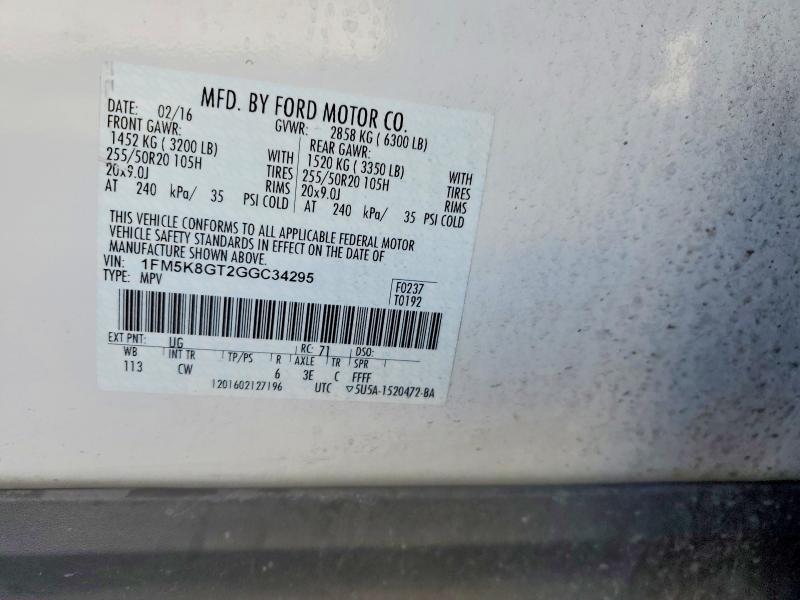 MFD. BY FORD MOTOR CO.
DATE: 02/16 GVWR: 2858 KG ( 6300 LB)
FRONT GAWR: REAR GAWR:
1452 KG ( 3200 LB) WITH 1520 KG ( 3350 LB) WITH
255/50R20 105H TIRES 255/50R20 105H TIRES
20x9.0J RIMS 20x9.0J RIMS
AT 240 kPa/ 35 PSI COLD AT 240 kPa/ 35 PSI COLD
THIS VEHICLE CONFORMS TO ALL APPLICABLE FEDERAL MOTOR
VEHICLE SAFETY STANDARDS IN EFFECT ON THE DATE OF
MANUFACTURE SHOWN ABOVE.
VIN: 1FM5K8GT2GGC34295
TYPE: MPV F0237
T0192
EXT PNT: UG RC: 71 DSO:
WB INT TR TP/PS R AXLE TR SPR
113 CW 6 3E C FFFF
1201602127196 UTC ▽5U5A-1520472-BA